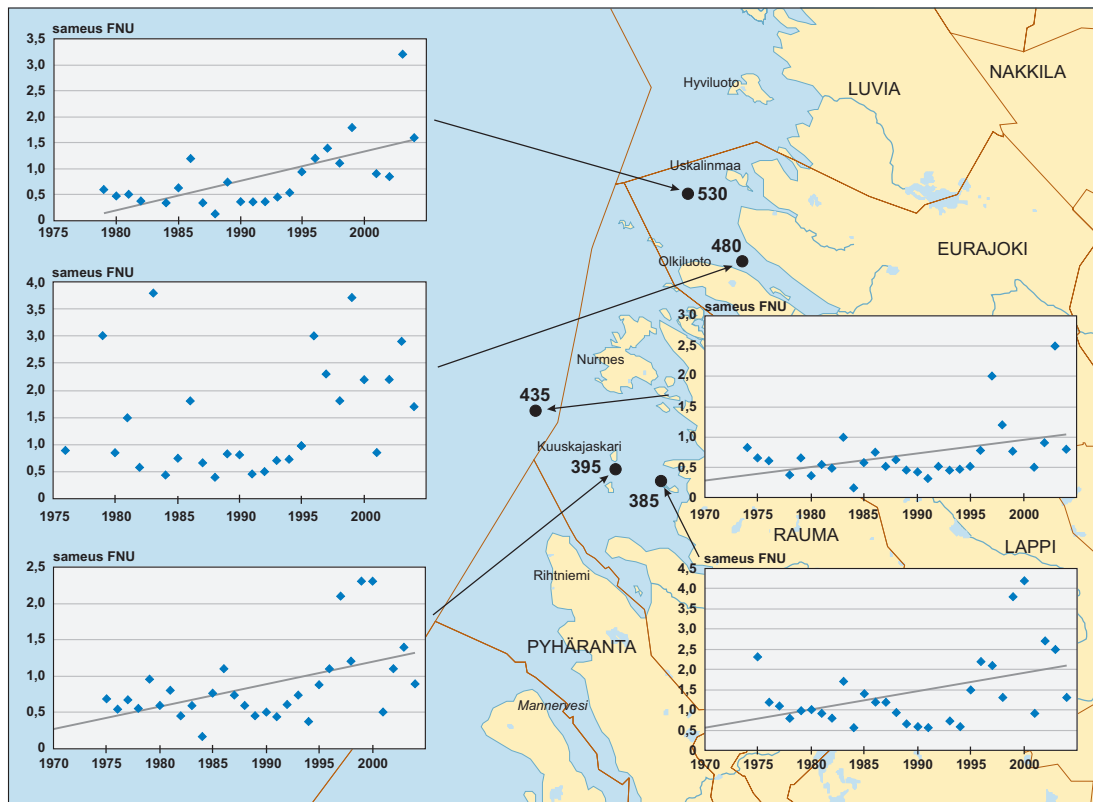 sameus FNU
3,5
3,0
2,5
2,0
1,5
1,0
0,5
0
1975 1980 1985 1990 1995 2000
sameus FNU
4,0
3,5
3,0
2,5
2,0
1,5
1,0
0,5
0
1975 1980 1985 1990 1995 2000
sameus FNU
2,5
2,0
1,5
1,0
0,5
0
1970 1975 1980 1985 1990 1995 2000
Hyviluoto
LUVIA
NAKKILA
Uskalinmaa
530
480
Olkiluoto
EURAJOKI
Nurmes
435
Kuuskajaskari
395
385
RAUMA
LAPPI
Rihtniemi
PYHÄRANTA
Mannervesi
sameus FNU
3,0
2,5
2,0
1,5
1,0
0,5
0
1970 1975 1980 1985 1990 1995 2000
sameus FNU
4,5
4,0
3,5
3,0
2,5
2,0
1,5
1,0
0,5
0
1970 1975 1980 1985 1990 1995 2000